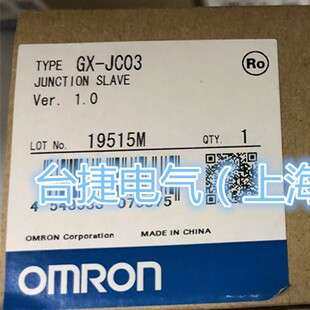 TYPE GX-JC03
Ro
JUNCTION SLAVE
Ver. 1.0
LOT No. 19515M QTY. 1
台捷电气(上海
OMRON Corporation MADE IN CHINA
OMRON